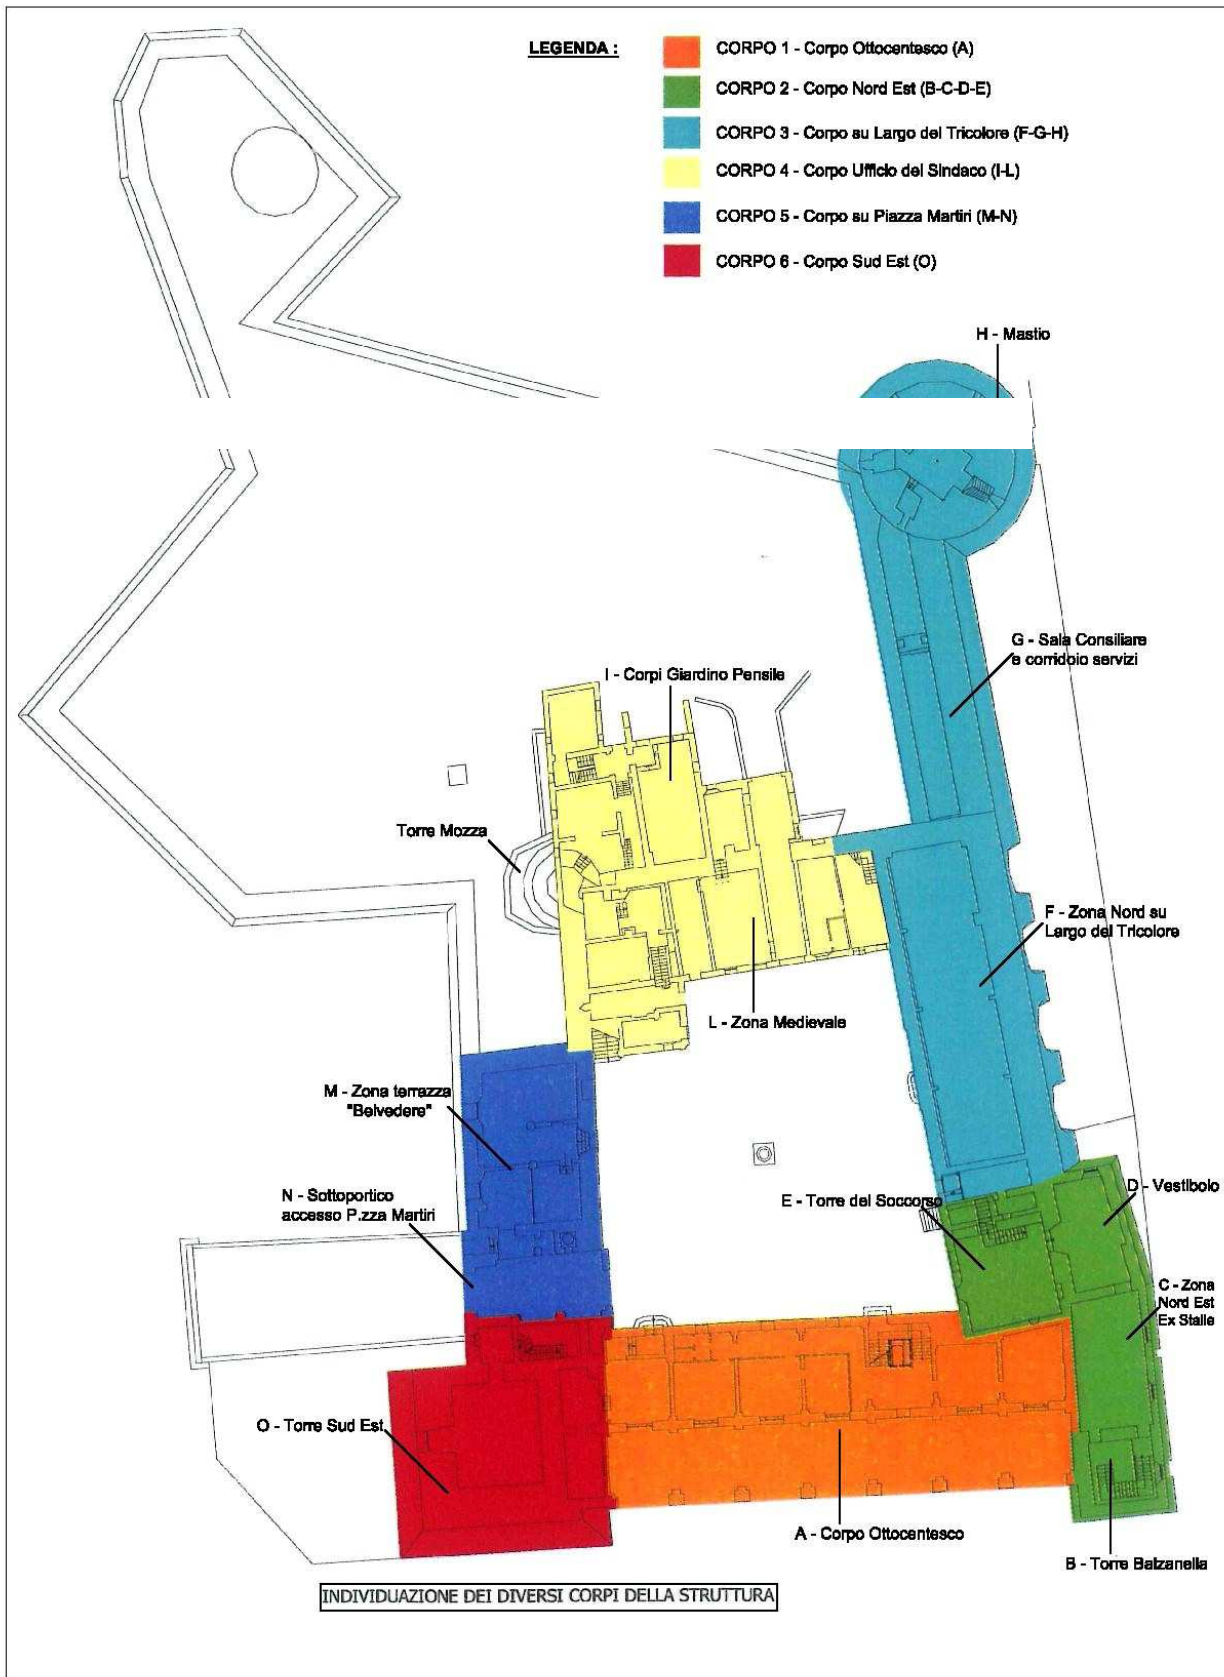 LEGENDA :
CORPO 1 - Corpo Ottocentesco (A)
CORPO 2 - Corpo Nord Est (B-C-D-E)
CORPO 3 - Corpo su Largo del Tricolore (F-G-H)
CORPO 4 - Corpo Ufficio del Sindaco (I-L)
CORPO 5 - Corpo su Piazza Martiri (M-N)
CORPO 6 - Corpo Sud Est (O)
H - Mastio
G - Sala Consiliare
e corridoio servizi
I - Corpi Giardino Pensile
Torre Mozza
F - Zona Nord su
Largo del Tricolore
L - Zona Medievale
M - Zona terrazza
"Belvedere"
N - Sottoportico
accesso P.zza Martiri
E - Torre del Soccorso
D - Vestibolo
C - Zona
Nord Est
Ex Stalle
O - Torre Sud Est
A - Corpo Ottocentesco
B - Torre Balzanella
INDIVIDUAZIONE DEI DIVERSI CORPI DELLA STRUTTURA